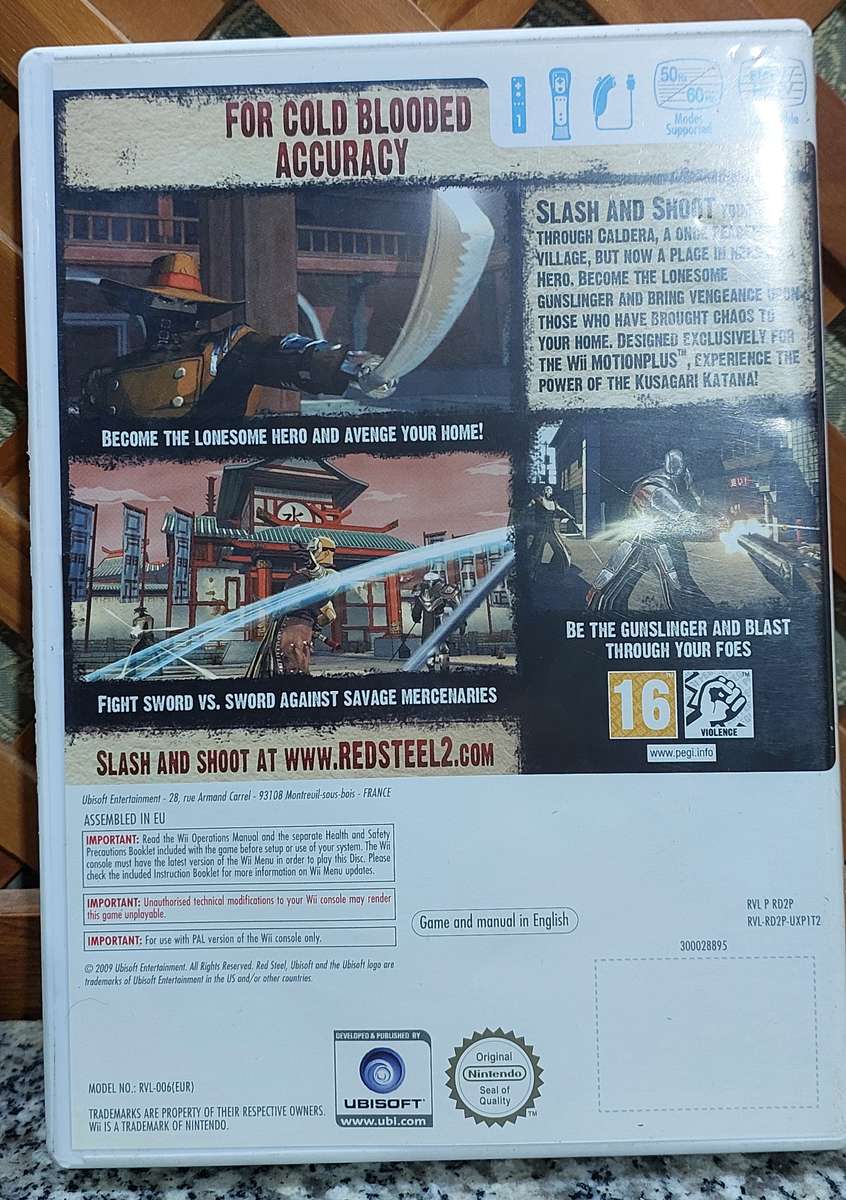 FOR COLD BLOODED
ACCURACY
1
50Hz
60Hz
Modes
Supported
SLASH AND SHOOT YOUR
THROUGH CALDERA, A ONCE
VILLAGE, BUT NOW A PLACE IN
HERO. BECOME THE LONESOME
GUNSLINGER AND BRING VENGEANCE UPON
THOSE WHO HAVE BROUGHT CHAOS TO
YOUR HOME. DESIGNED EXCLUSIVELY FOR
THE Wii MOTIONPLUS™, EXPERIENCE THE
POWER OF THE KUSAGARI KATANA!
BECOME THE LONESOME HERO AND AVENGE YOUR HOME!
BE THE GUNSLINGER AND BLAST
THROUGH YOUR FOES
FIGHT SWORD VS. SWORD AGAINST SAVAGE MERCENARIES
16
VIOLENCE
www.pegi.info
SLASH AND SHOOT AT WWW.REDSTEEL2.COM
Ubisoft Entertainment - 28, rue Armand Carrel - 93108 Montreuil-sous-bois - FRANCE
ASSEMBLED IN EU
IMPORTANT: Read the Wii Operations Manual and the separate Health and Safety
Precautions Booklet included with the game before setup or use of your system. The Wii
console must have the latest version of the Wii Menu in order to play this Disc. Please
check the included Instruction Booklet for more information on Wii Menu updates.
IMPORTANT: Unauthorised technical modifications to your Wii console may render
this game unplayable.
IMPORTANT: For use with PAL version of the Wii console only.
Game and manual in English
RVL P RD2P
RVL-RD2P-UXP1T2
300028895
© 2009 Ubisoft Entertainment. All Rights Reserved. Red Steel, Ubisoft and the Ubisoft logo are
trademarks of Ubisoft Entertainment in the US and/or other countries.
DEVELOPED & PUBLISHED BY
UBISOFT®
www.ubi.com
Original
Nintendo
Seal of
Quality
TM
MODEL NO.: RVL-006(EUR)
TRADEMARKS ARE PROPERTY OF THEIR RESPECTIVE OWNERS.
Wii IS A TRADEMARK OF NINTENDO.